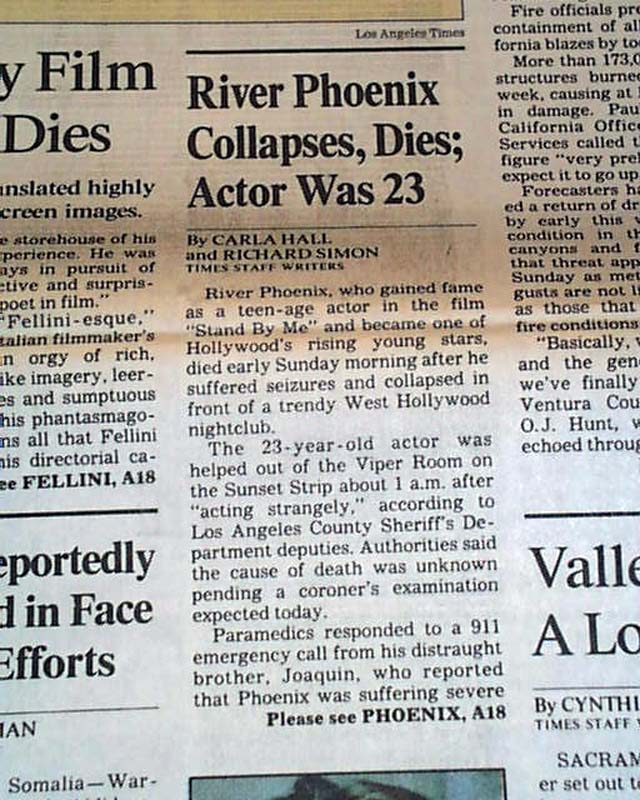 Los Angeles Times
y Film
Dies
anslated highly
creen images.
e storehouse of his
perience. He was
ays in pursuit of
ctive and surpris-
poet in film."
"Fellini-esque,"
talian filmmaker's
n orgy of rich,
ike imagery, leer-
es and sumptuous
his phantasmago-
ns all that Fellini
his directorial ca-
ee FELLINI, A18
eportedly
d in Face
Efforts
MAN
Somalia—War-
River Phoenix
Collapses, Dies;
Actor Was 23
By CARLA HALL
and RICHARD SIMON
TIMES STAFF WRITERS
River Phoenix, who gained fame
as a teen-age actor in the film
"Stand By Me" and became one of
Hollywood's rising young stars,
died early Sunday morning after he
suffered seizures and collapsed in
front of a trendy West Hollywood
nightclub.
The 23-year-old actor was
helped out of the Viper Room on
the Sunset Strip about 1 a.m. after
"acting strangely," according to
Los Angeles County Sheriff's De-
partment deputies. Authorities said
the cause of death was unknown
pending a coroner's examination
expected today.
Paramedics responded to a 911
emergency call from his distraught
brother, Joaquin, who reported
that Phoenix was suffering severe
Please see PHOENIX, A18
Fire officials pre
containment of al
fornia blazes by to
More than 173,0
structures burne
week, causing at
in damage. Pau
California Offic
Services called t
figure "very prel
expect it to go up
Forecasters h
ed a return of dr
by early this
condition in th
canyons and f
that threat app
Sunday as met
gusts are not li
as those that
fire conditions
"Basically, w
and the gen
we've finally
Ventura Cou
O.J. Hunt, w
echoed throug
Valle
A Lo
By CYNTHI
TIMES STAFF
SACRAM
er set out t